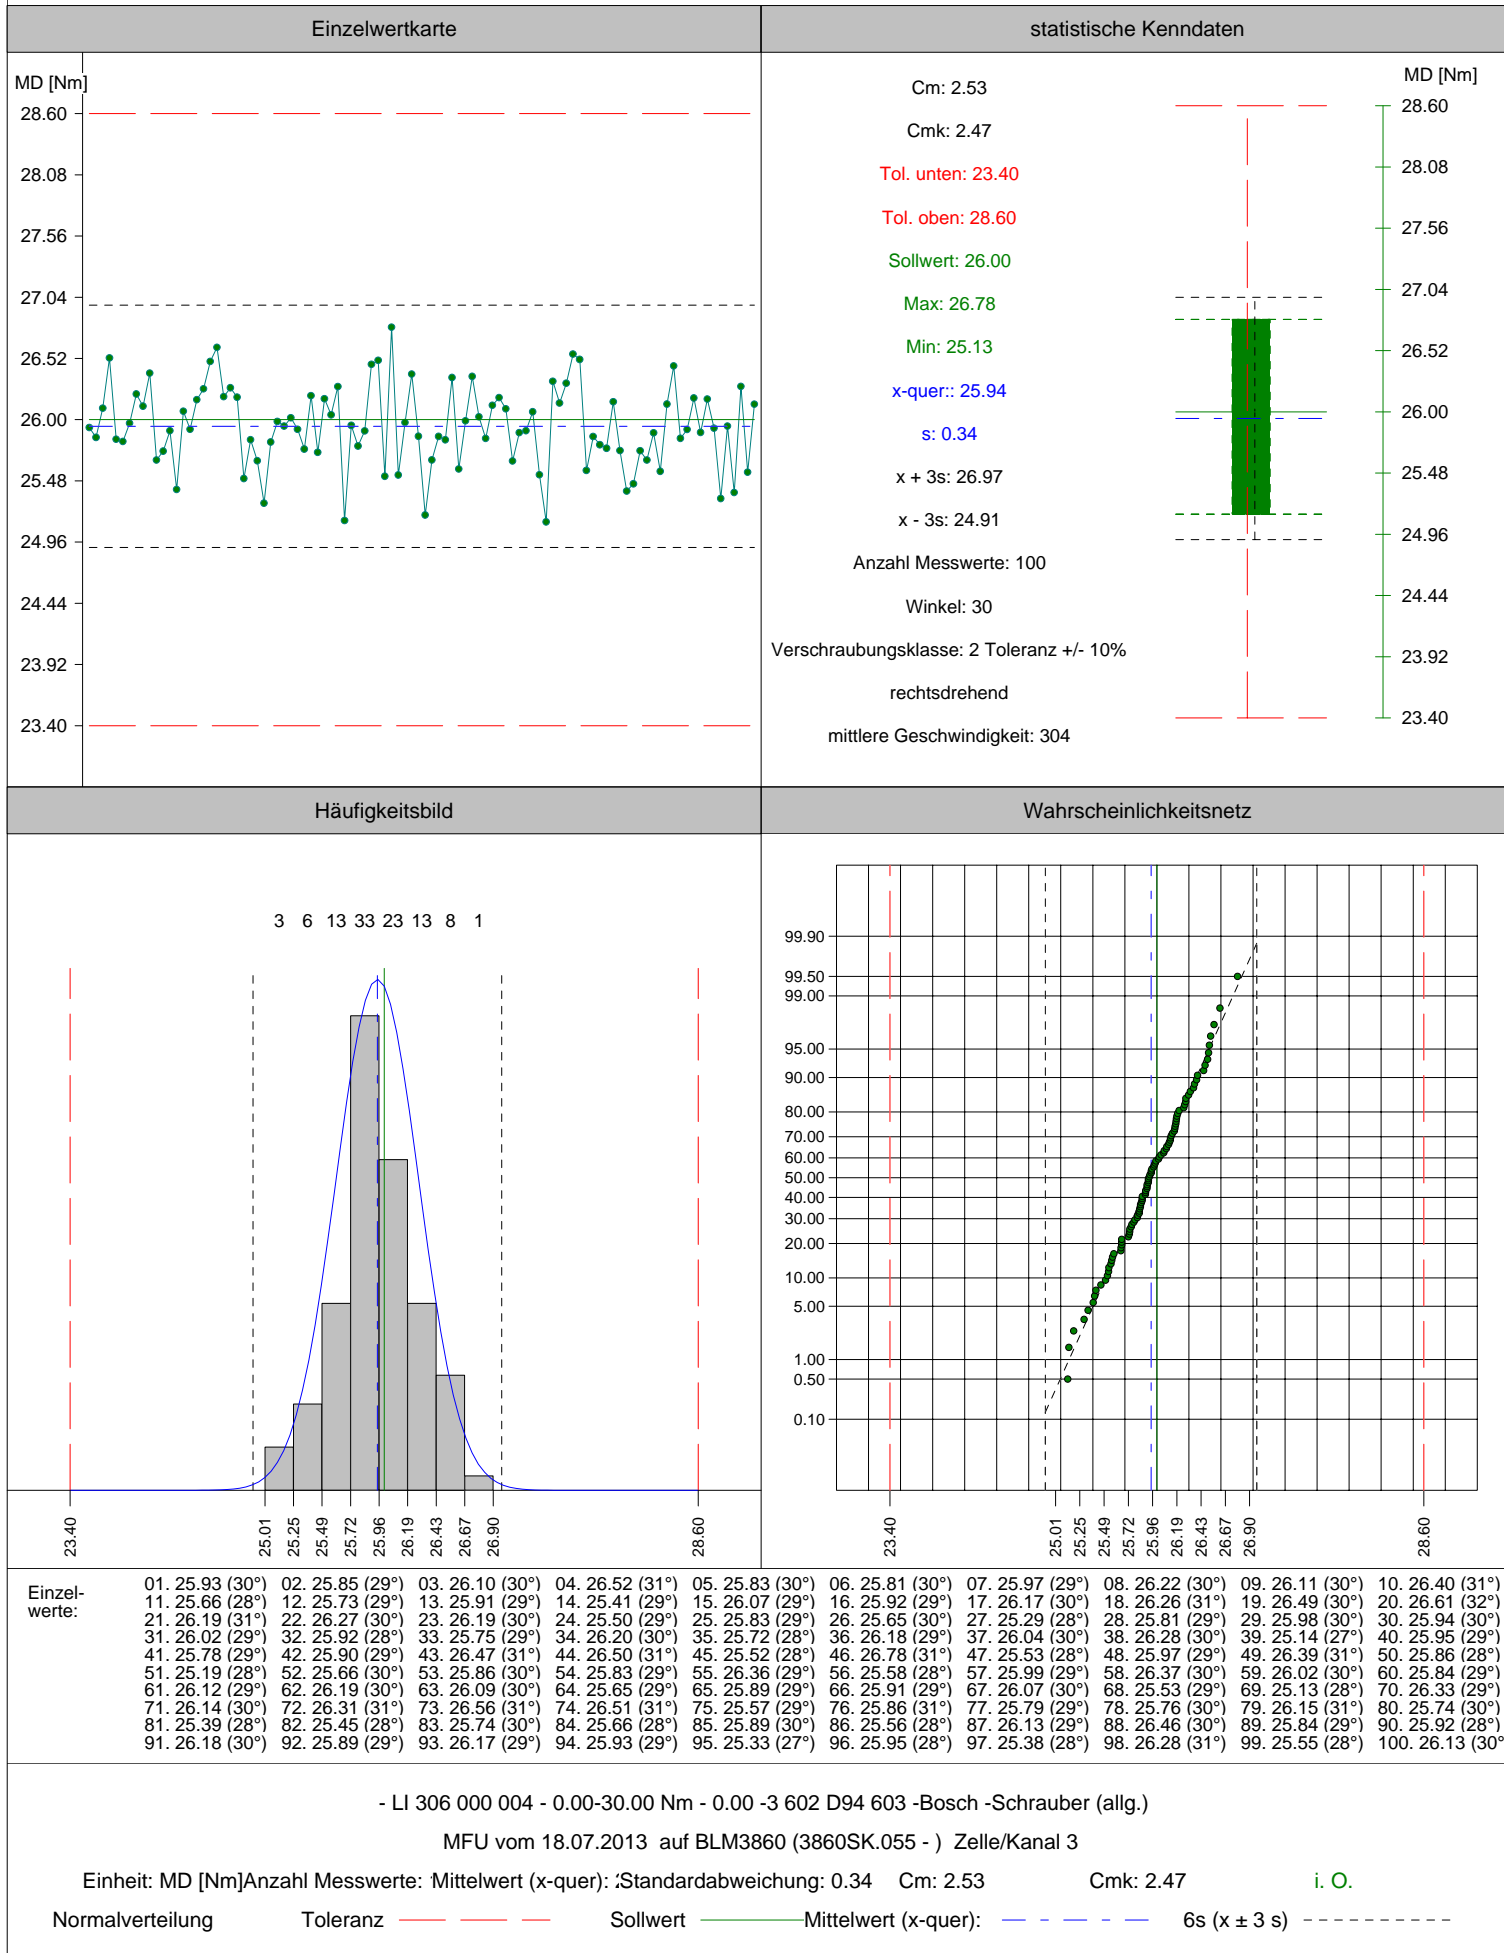 Einzelwertkarte
statistische Kenndaten
MD [Nm]
28.60
28.08
27.56
27.04
26.52
26.00
25.48
24.96
24.44
23.92
23.40
Cm: 2.53
Cmk: 2.47
Tol. unten: 23.40
Tol. oben: 28.60
Sollwert: 26.00
Max: 26.78
Min: 25.13
x-quer:: 25.94
s: 0.34
x + 3s: 26.97
x - 3s: 24.91
Anzahl Messwerte: 100
Winkel: 30
Verschraubungsklasse: 2 Toleranz +/- 10%
rechtsdrehend
mittlere Geschwindigkeit: 304
MD [Nm]
28.60
28.08
27.56
27.04
26.52
26.00
25.48
24.96
24.44
23.92
23.40
Häufigkeitsbild
Wahrscheinlichkeitsnetz
3 6 13 33 23 13 8 1
23.40 25.01 25.25 25.49 25.72 25.96 26.19 26.43 26.67 26.90 28.60
99.90
99.50
99.00
95.00
90.00
80.00
70.00
60.00
50.00
40.00
30.00
20.00
10.00
5.00
1.00
0.50
0.10
23.40 25.01 25.25 25.49 25.72 25.96 26.19 26.43 26.67 26.90 28.60
Einzel-
werte:
01. 25.93 (30°) 02. 25.85 (29°) 03. 26.10 (30°) 04. 26.52 (31°) 05. 25.83 (30°) 06. 25.81 (30°) 07. 25.97 (29°) 08. 26.22 (30°) 09. 26.11 (30°) 10. 26.40 (31°)
11. 25.66 (28°) 12. 25.73 (29°) 13. 25.91 (29°) 14. 25.41 (29°) 15. 26.07 (29°) 16. 25.92 (29°) 17. 26.17 (30°) 18. 26.26 (31°) 19. 26.49 (30°) 20. 26.61 (32°)
21. 26.19 (31°) 22. 26.27 (30°) 23. 26.19 (30°) 24. 25.50 (29°) 25. 25.83 (29°) 26. 25.65 (30°) 27. 25.29 (28°) 28. 25.81 (29°) 29. 25.98 (30°) 30. 25.94 (30°)
31. 26.02 (29°) 32. 25.92 (28°) 33. 25.75 (29°) 34. 26.20 (30°) 35. 25.72 (28°) 36. 26.18 (29°) 37. 26.04 (30°) 38. 26.28 (30°) 39. 25.14 (27°) 40. 25.95 (29°)
41. 25.78 (29°) 42. 25.90 (29°) 43. 26.47 (31°) 44. 26.50 (31°) 45. 25.52 (28°) 46. 26.78 (31°) 47. 25.53 (28°) 48. 25.97 (29°) 49. 26.39 (31°) 50. 25.86 (28°)
51. 25.19 (28°) 52. 25.66 (30°) 53. 25.86 (30°) 54. 25.83 (29°) 55. 26.36 (29°) 56. 25.58 (28°) 57. 25.99 (29°) 58. 26.37 (30°) 59. 26.02 (30°) 60. 25.84 (29°)
61. 26.12 (29°) 62. 26.19 (30°) 63. 26.09 (30°) 64. 25.65 (29°) 65. 25.89 (29°) 66. 25.91 (29°) 67. 26.07 (30°) 68. 25.53 (29°) 69. 25.13 (28°) 70. 26.33 (29°)
71. 26.14 (30°) 72. 26.31 (31°) 73. 26.56 (31°) 74. 26.51 (31°) 75. 25.57 (29°) 76. 25.86 (31°) 77. 25.79 (29°) 78. 25.76 (30°) 79. 26.15 (31°) 80. 25.74 (30°)
81. 25.39 (28°) 82. 25.45 (28°) 83. 25.74 (30°) 84. 25.66 (28°) 85. 25.89 (30°) 86. 25.56 (28°) 87. 26.13 (29°) 88. 26.46 (30°) 89. 25.84 (29°) 90. 25.92 (28°)
91. 26.18 (30°) 92. 25.89 (29°) 93. 26.17 (29°) 94. 25.93 (29°) 95. 25.33 (27°) 96. 25.95 (28°) 97. 25.38 (28°) 98. 26.28 (31°) 99. 25.55 (28°) 100. 26.13 (30°
- LI 306 000 004 - 0.00-30.00 Nm - 0.00 -3 602 D94 603 -Bosch -Schrauber (allg.)
MFU vom 18.07.2013 auf BLM3860 (3860SK.055 - ) Zelle/Kanal 3
Einheit: MD [Nm]Anzahl Messwerte: Mittelwert (x-quer): Standardabweichung: 0.34 Cm: 2.53 Cmk: 2.47 i. O.
Normalverteilung Toleranz Sollwert Mittelwert (x-quer): 6s (x ± 3 s)